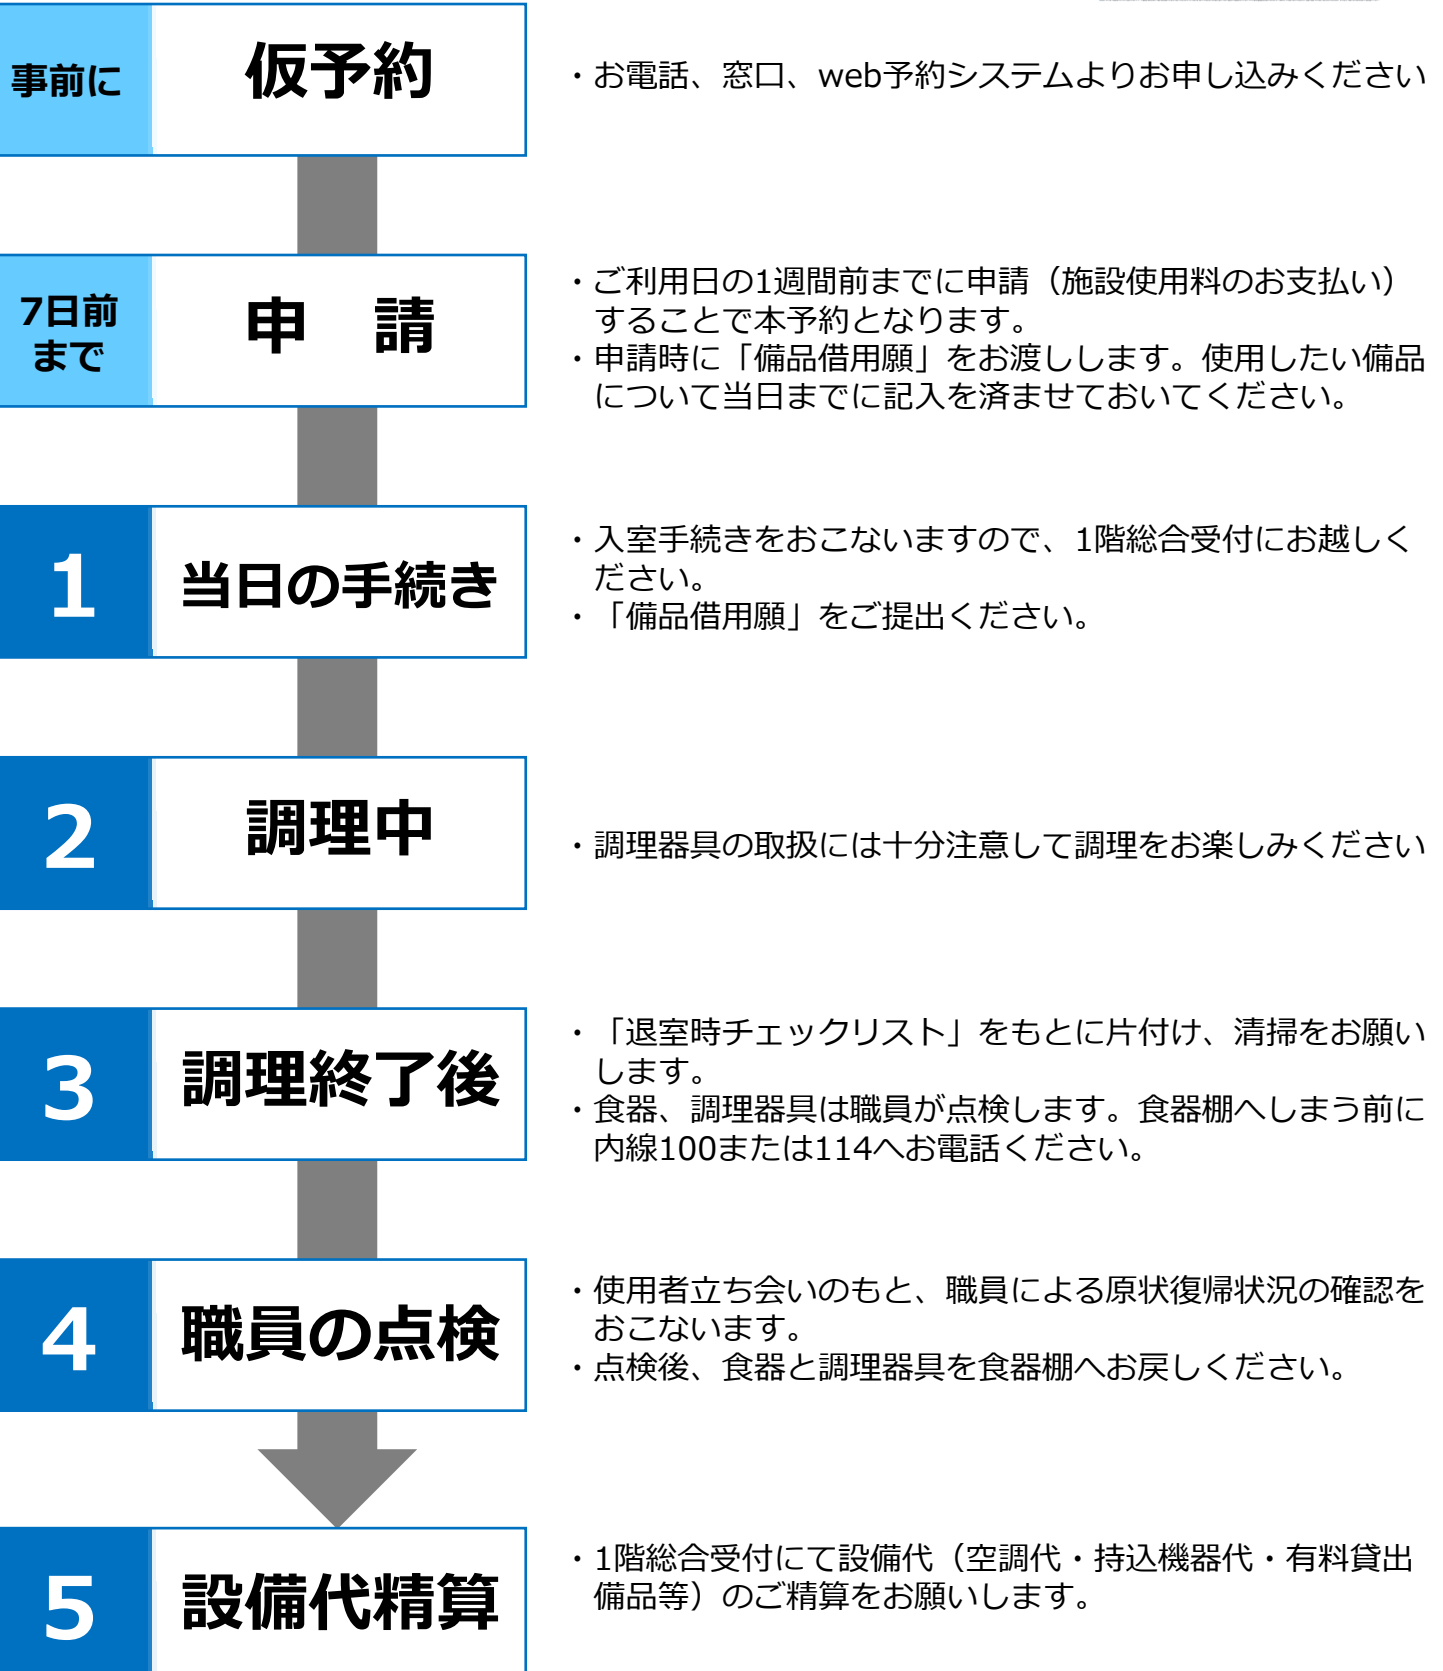 事前に
仮予約
・お電話、窓口、web予約システムよりお申し込みください
7日前
まで
申　請
・ご利用日の1週間前までに申請（施設使用料のお支払い）
することで本予約となります。
・申請時に「備品借用願」をお渡しします。使用したい備品
について当日までに記入を済ませておいてください。
1
当日の手続き
・入室手続きをおこないますので、1階総合受付にお越しく
ださい。
・「備品借用願」をご提出ください。
2
調理中
・調理器具の取扱には十分注意して調理をお楽しみください
3
調理終了後
・「退室時チェックリスト」をもとに片付け、清掃をお願い
します。
・食器、調理器具は職員が点検します。食器棚へしまう前に
内線100または114へお電話ください。
4
職員の点検
・使用者立ち会いのもと、職員による原状復帰状況の確認を
おこないます。
・点検後、食器と調理器具を食器棚へお戻しください。
5
設備代精算
・1階総合受付にて設備代（空調代・持込機器代・有料貸出
備品等）のご精算をお願いします。